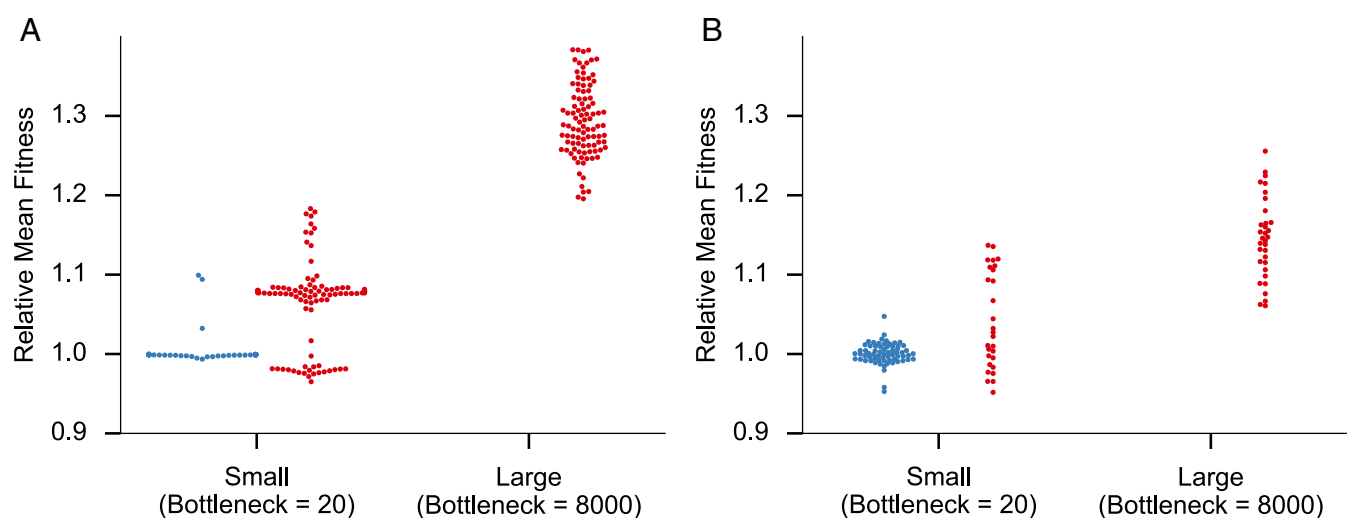 A
Relative Mean Fitness
1.3
1.2
1.1
1.0
0.9
Small
(Bottleneck = 20)
Large
(Bottleneck = 8000)
B
Relative Mean Fitness
1.3
1.2
1.1
1.0
0.9
Small
(Bottleneck = 20)
Large
(Bottleneck = 8000)